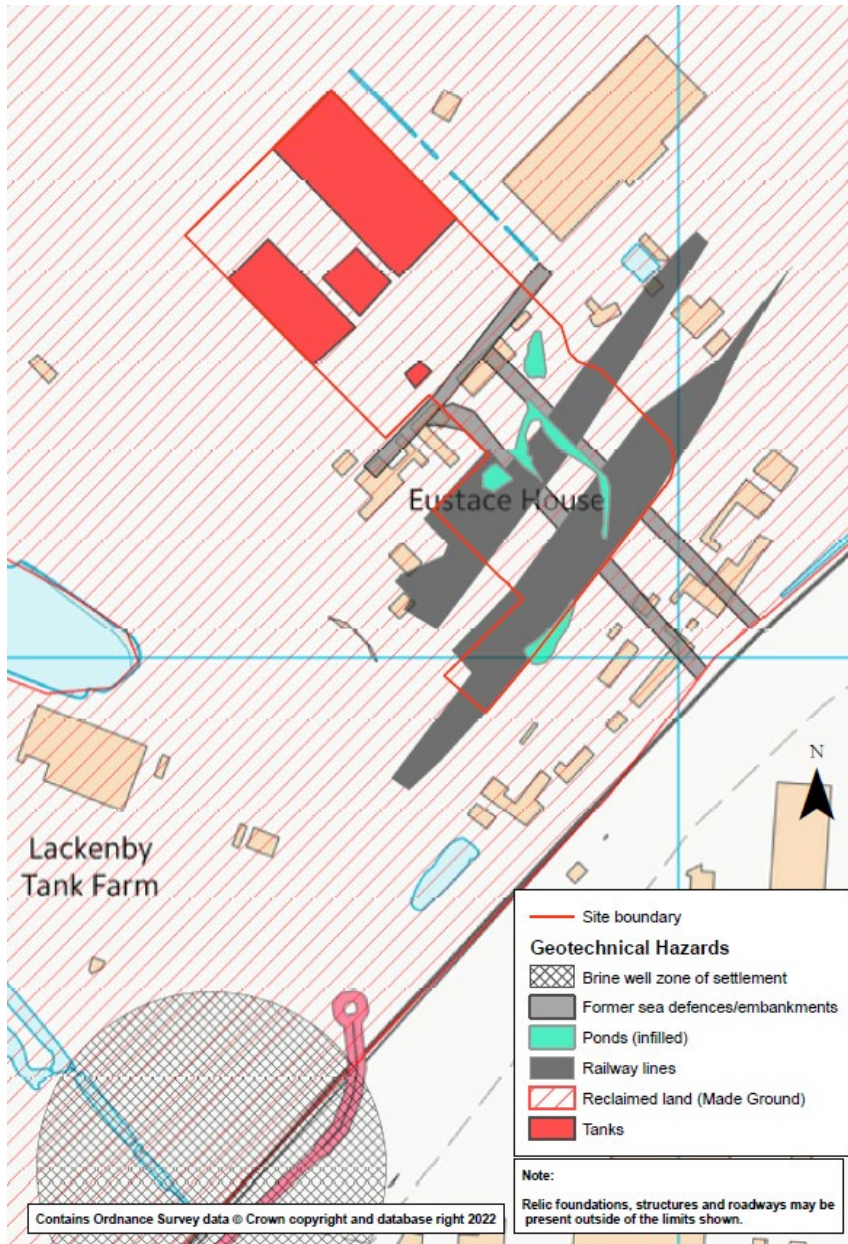 Eustace House
N
Lackenby
Tank Farm
Site boundary
Geotechnical Hazards
Brine well zone of settlement
Former sea defences/embankments
Ponds (infilled)
Railway lines
Reclaimed land (Made Ground)
Tanks
Note:
Relic foundations, structures and roadways may be
present outside of the limits shown.
Contains Ordnance Survey data © Crown copyright and database right 2022